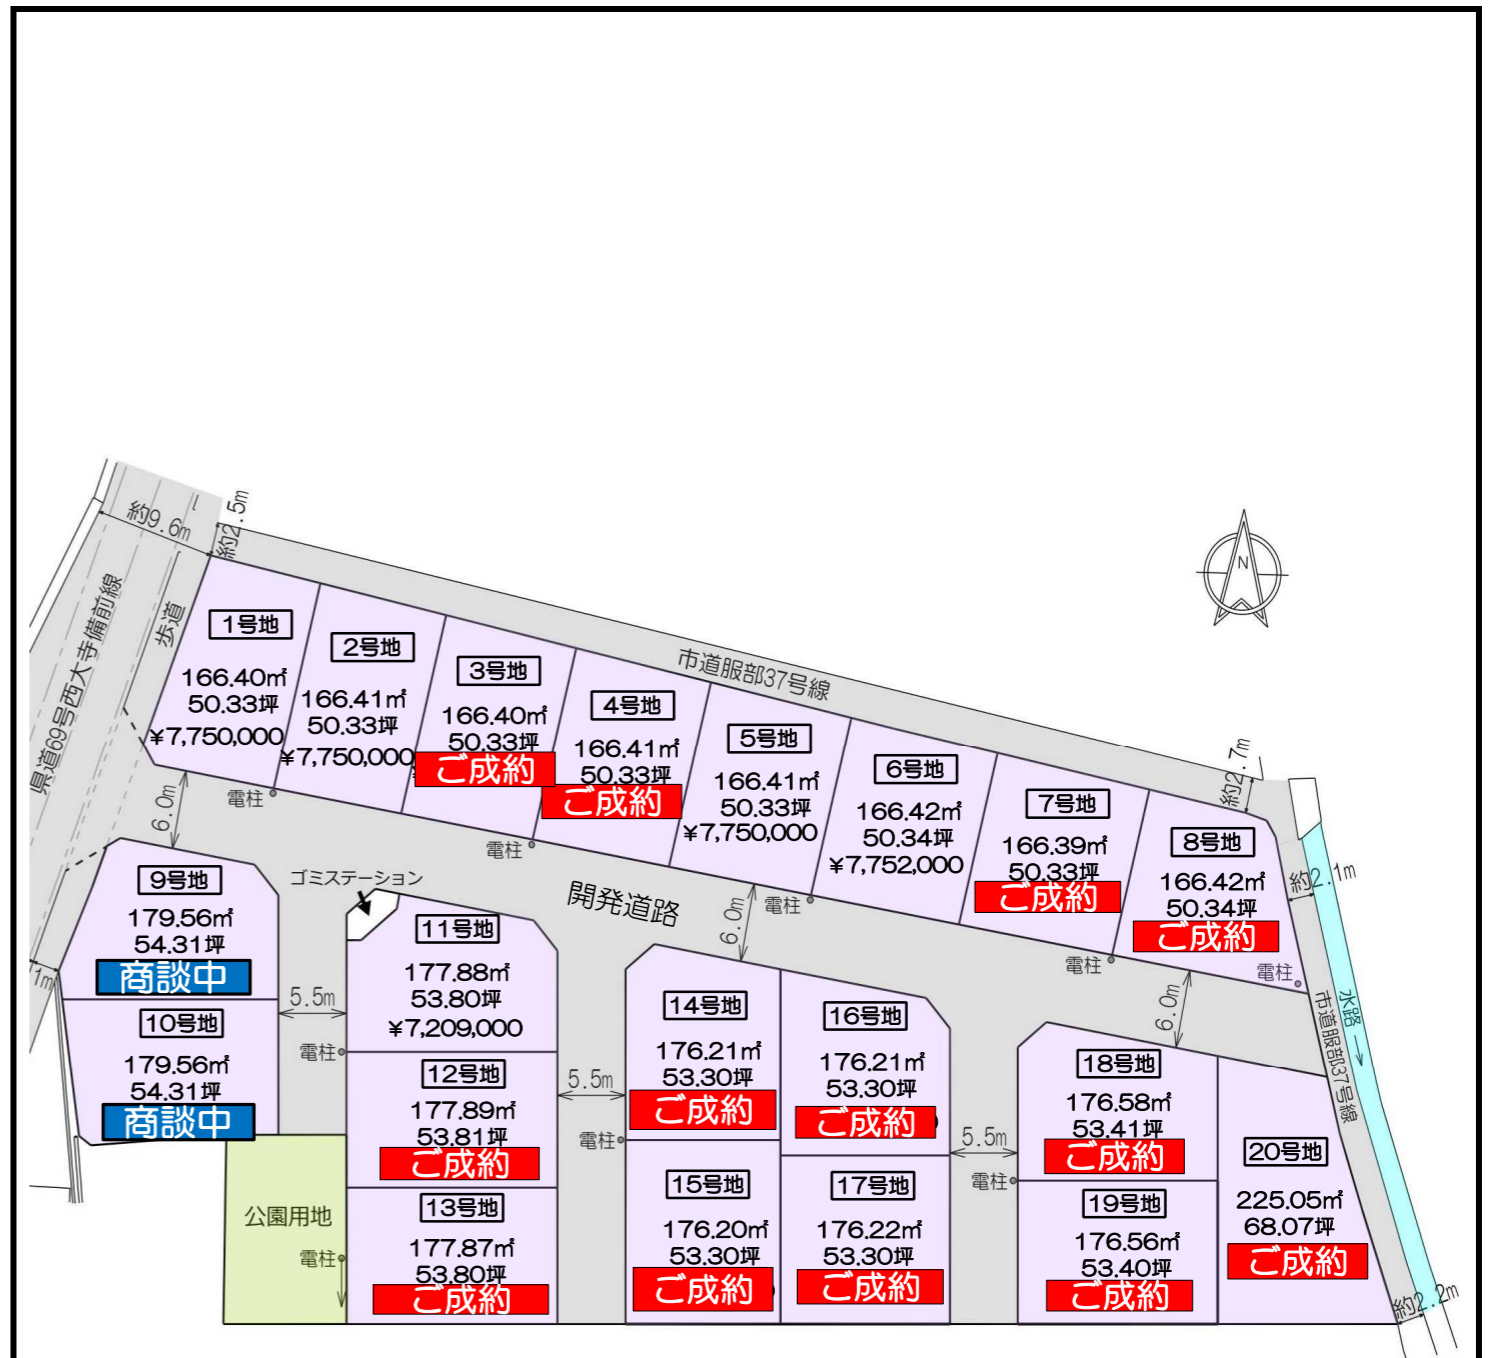 約9.6m
約2.5m
県道69号西大寺備前線
歩道
市道服部37号線
N
1号地
166.40㎡
50.33坪
¥7,750,000
2号地
166.41㎡
50.33坪
¥7,750,000
3号地
166.40㎡
50.33坪
ご成約
4号地
166.41㎡
50.33坪
ご成約
5号地
166.41㎡
50.33坪
¥7,750,000
6号地
166.42㎡
50.34坪
¥7,752,000
7号地
166.39㎡
50.33坪
ご成約
8号地
166.42㎡
50.34坪
ご成約
約2.7m
約2.1m
水路
市道服部37号線
約2.2m
電柱
電柱
電柱
電柱
電柱
6.0m
6.0m
6.0m
開発道路
ゴミステーション
9号地
179.56㎡
54.31坪
商談中
10号地
179.56㎡
54.31坪
商談中
5.5m
電柱
11号地
177.88㎡
53.80坪
¥7,209,000
12号地
177.89㎡
53.81坪
ご成約
13号地
177.87㎡
53.80坪
ご成約
公園用地
電柱
5.5m
電柱
14号地
176.21㎡
53.30坪
ご成約
15号地
176.20㎡
53.30坪
ご成約
16号地
176.21㎡
53.30坪
ご成約
17号地
176.22㎡
53.30坪
ご成約
5.5m
電柱
18号地
176.58㎡
53.41坪
ご成約
19号地
176.56㎡
53.40坪
ご成約
20号地
225.05㎡
68.07坪
ご成約